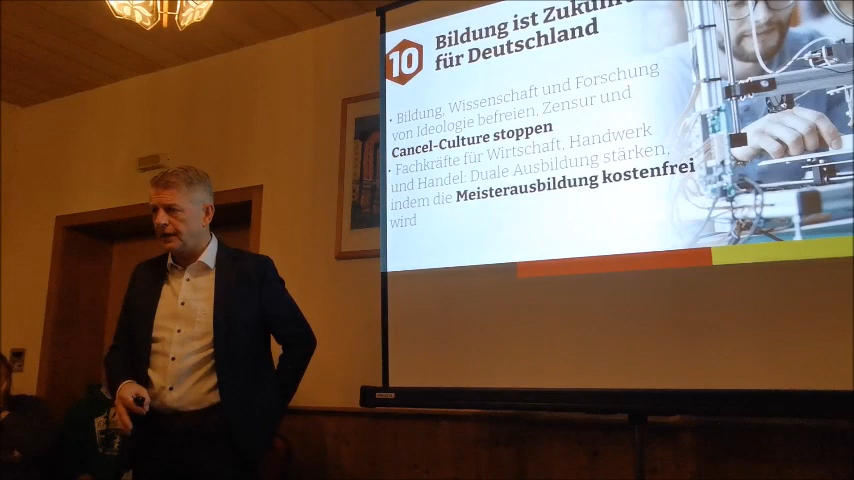 10
Bildung ist
für Deutschland
• Bildung, Wissenschaft und Forschung
von Ideologie befreien, Zensur und
Cancel-Culture stoppen
• Fachkräfte für Wirtschaft, Handwerk
und Handel: Duale Ausbildung stärken,
indem die Meisterausbildung kostenfrei
wird